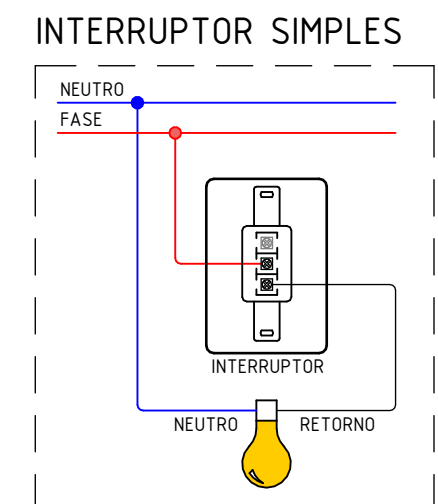 INTERRUPTOR SIMPLES
NEUTRO
FASE
INTERRUPTOR
NEUTRO
RETORNO